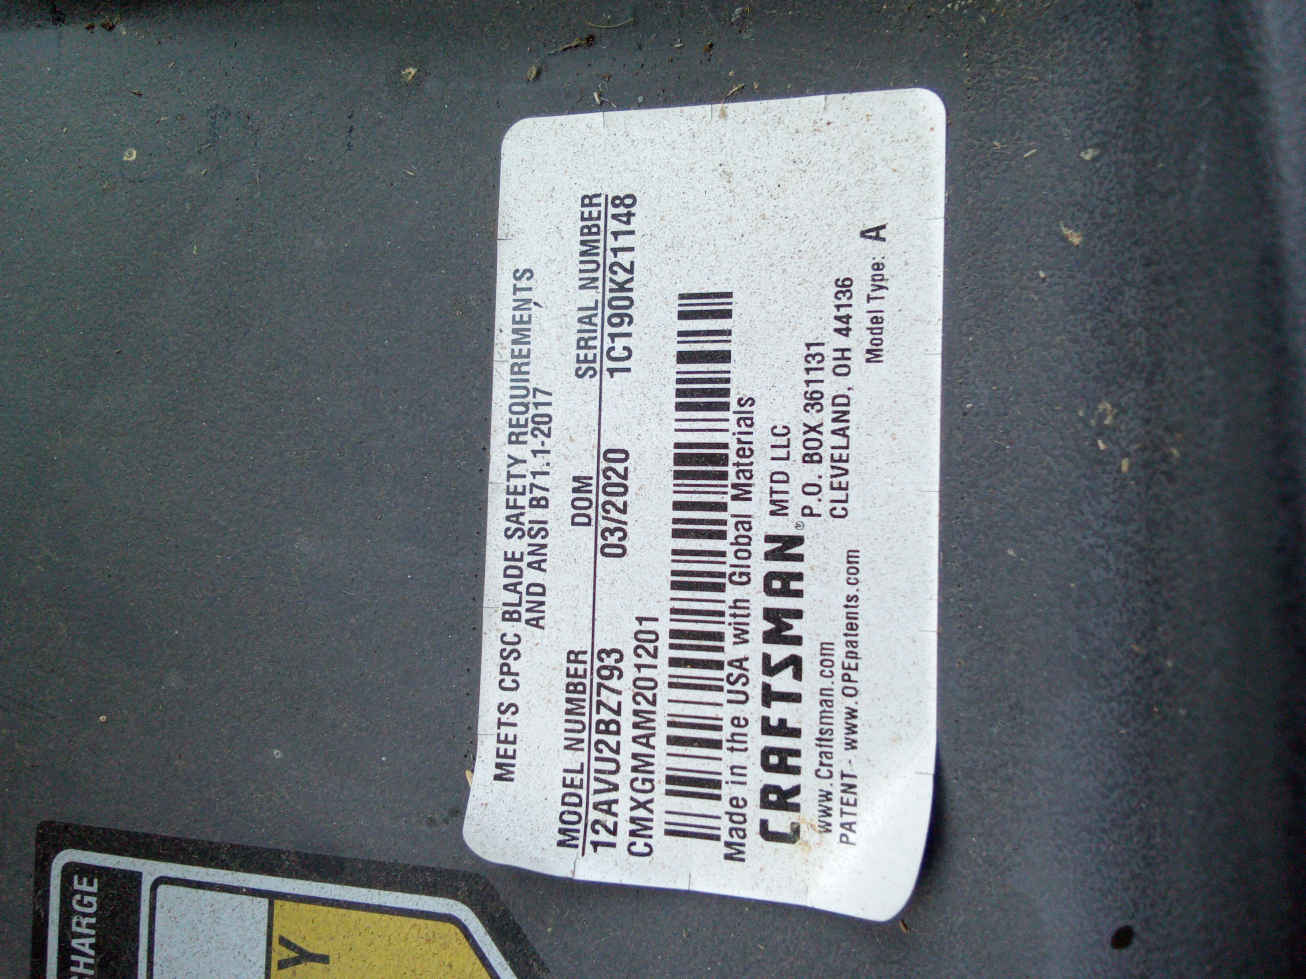 MEETS CPSC BLADE SAFETY REQUIREMENTS
AND ANSI B71.1-2017
MODEL NUMBER DOM SERIAL NUMBER
12AVU2BZ793 03/2020 1C190K21148
CMXGMAM201201
Made in the USA with Global Materials
CRAFTSMAN® MTD LLC
P.O. BOX 361131
www.Craftsman.com CLEVELAND, OH 44136
PATENT - www.OPEpatents.com
Model Type: A
HARGE
Y